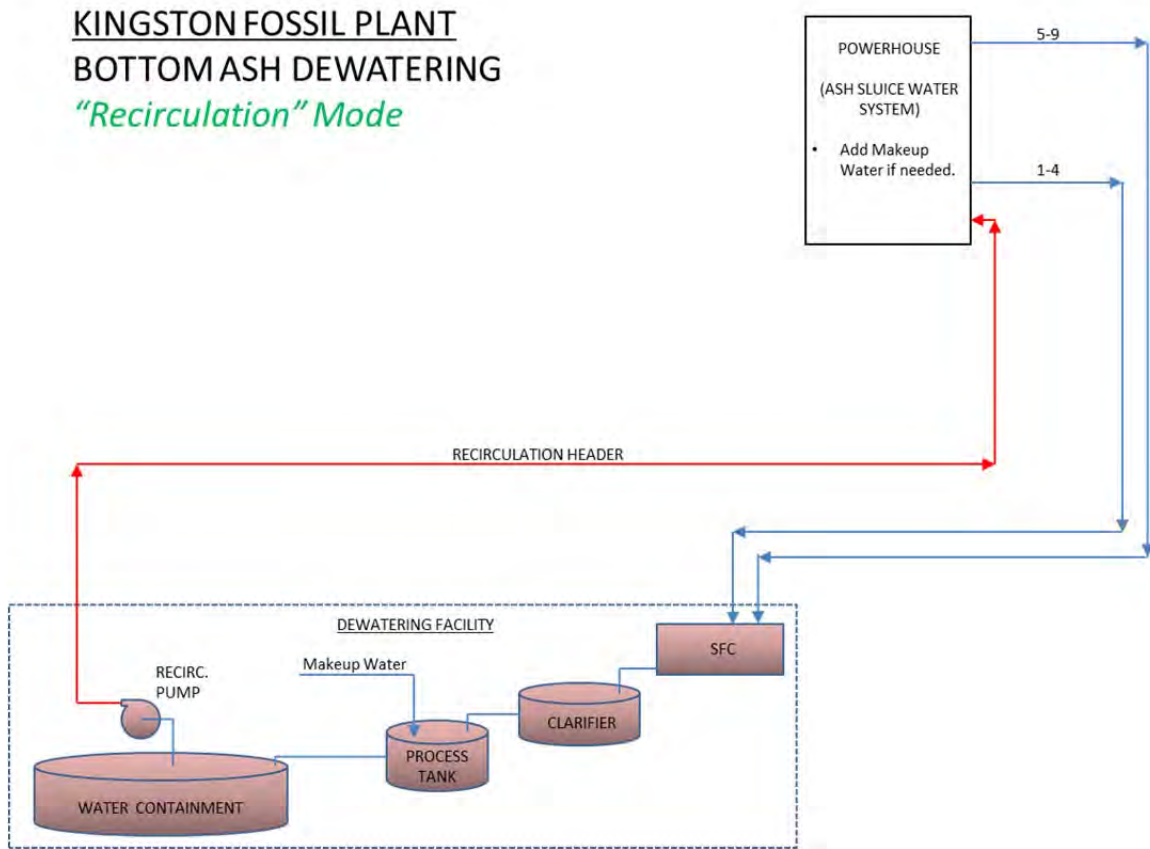 KINGSTON FOSSIL PLANT
BOTTOM ASH DEWATERING
“Recirculation” Mode
POWERHOUSE
(ASH SLUICE WATER
SYSTEM)
• Add Makeup
Water if needed.
5-9
1-4
RECIRCULATION HEADER
DEWATERING FACILITY
SFC
Makeup Water
RECIRC.
PUMP
CLARIFIER
PROCESS
TANK
WATER CONTAINMENT